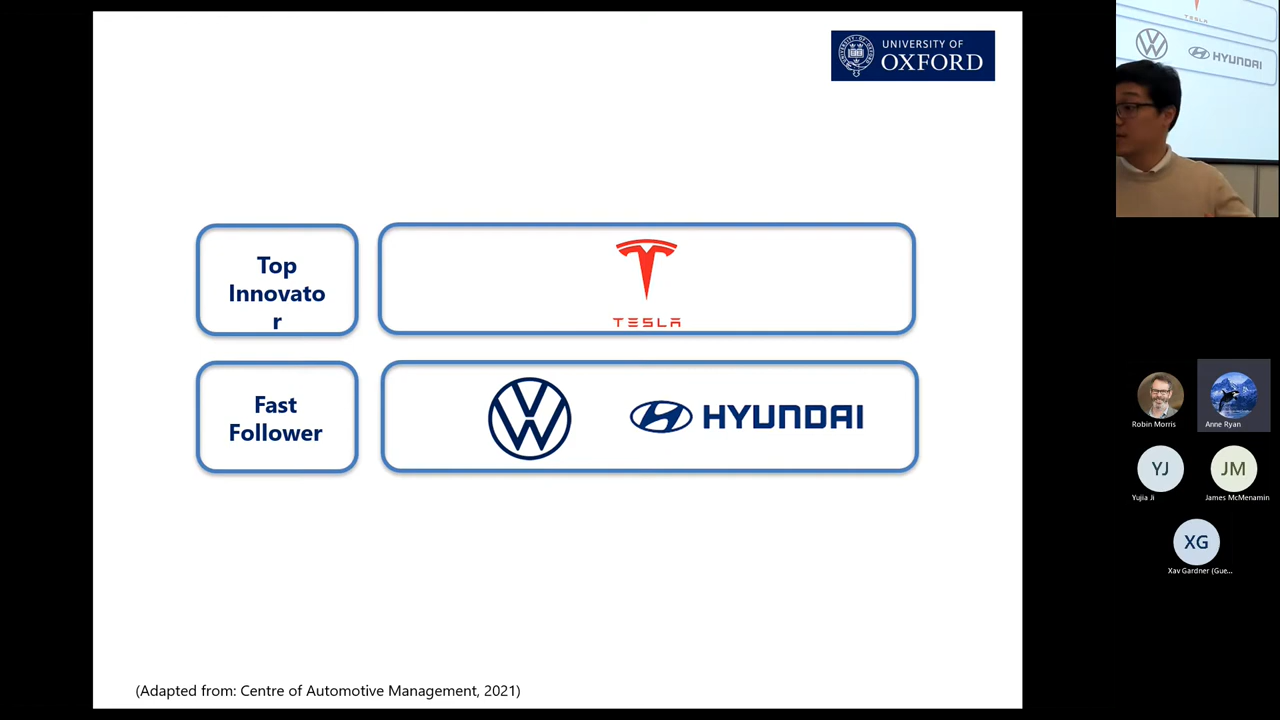 UNIVERSITY OF
OXFORD
Top
Innovato
r
TESLA
Fast
Follower
HYUNDAI
(Adapted from: Centre of Automotive Management, 2021)
TESLA
HYUNDAI
Robin Morris
Anne Ryan
YJ
JM
Yujia Ji
James McMenamin
XG
Xav Gardner (Gue...